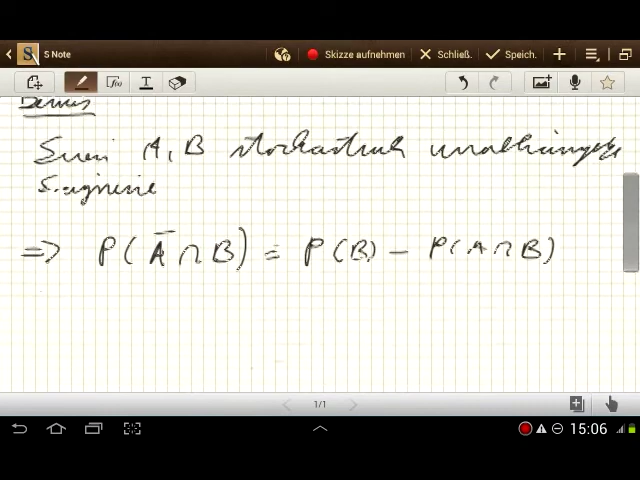 S Note
Skizze aufnehmen
Schließ.
Speich.
f(x)
T
Beweis
Seien A, B stochastisch unabhängige
Ereignisse
⇒ P(A̅ ∩ B) = P(B) − P(A ∩ B)
1/1
15:06